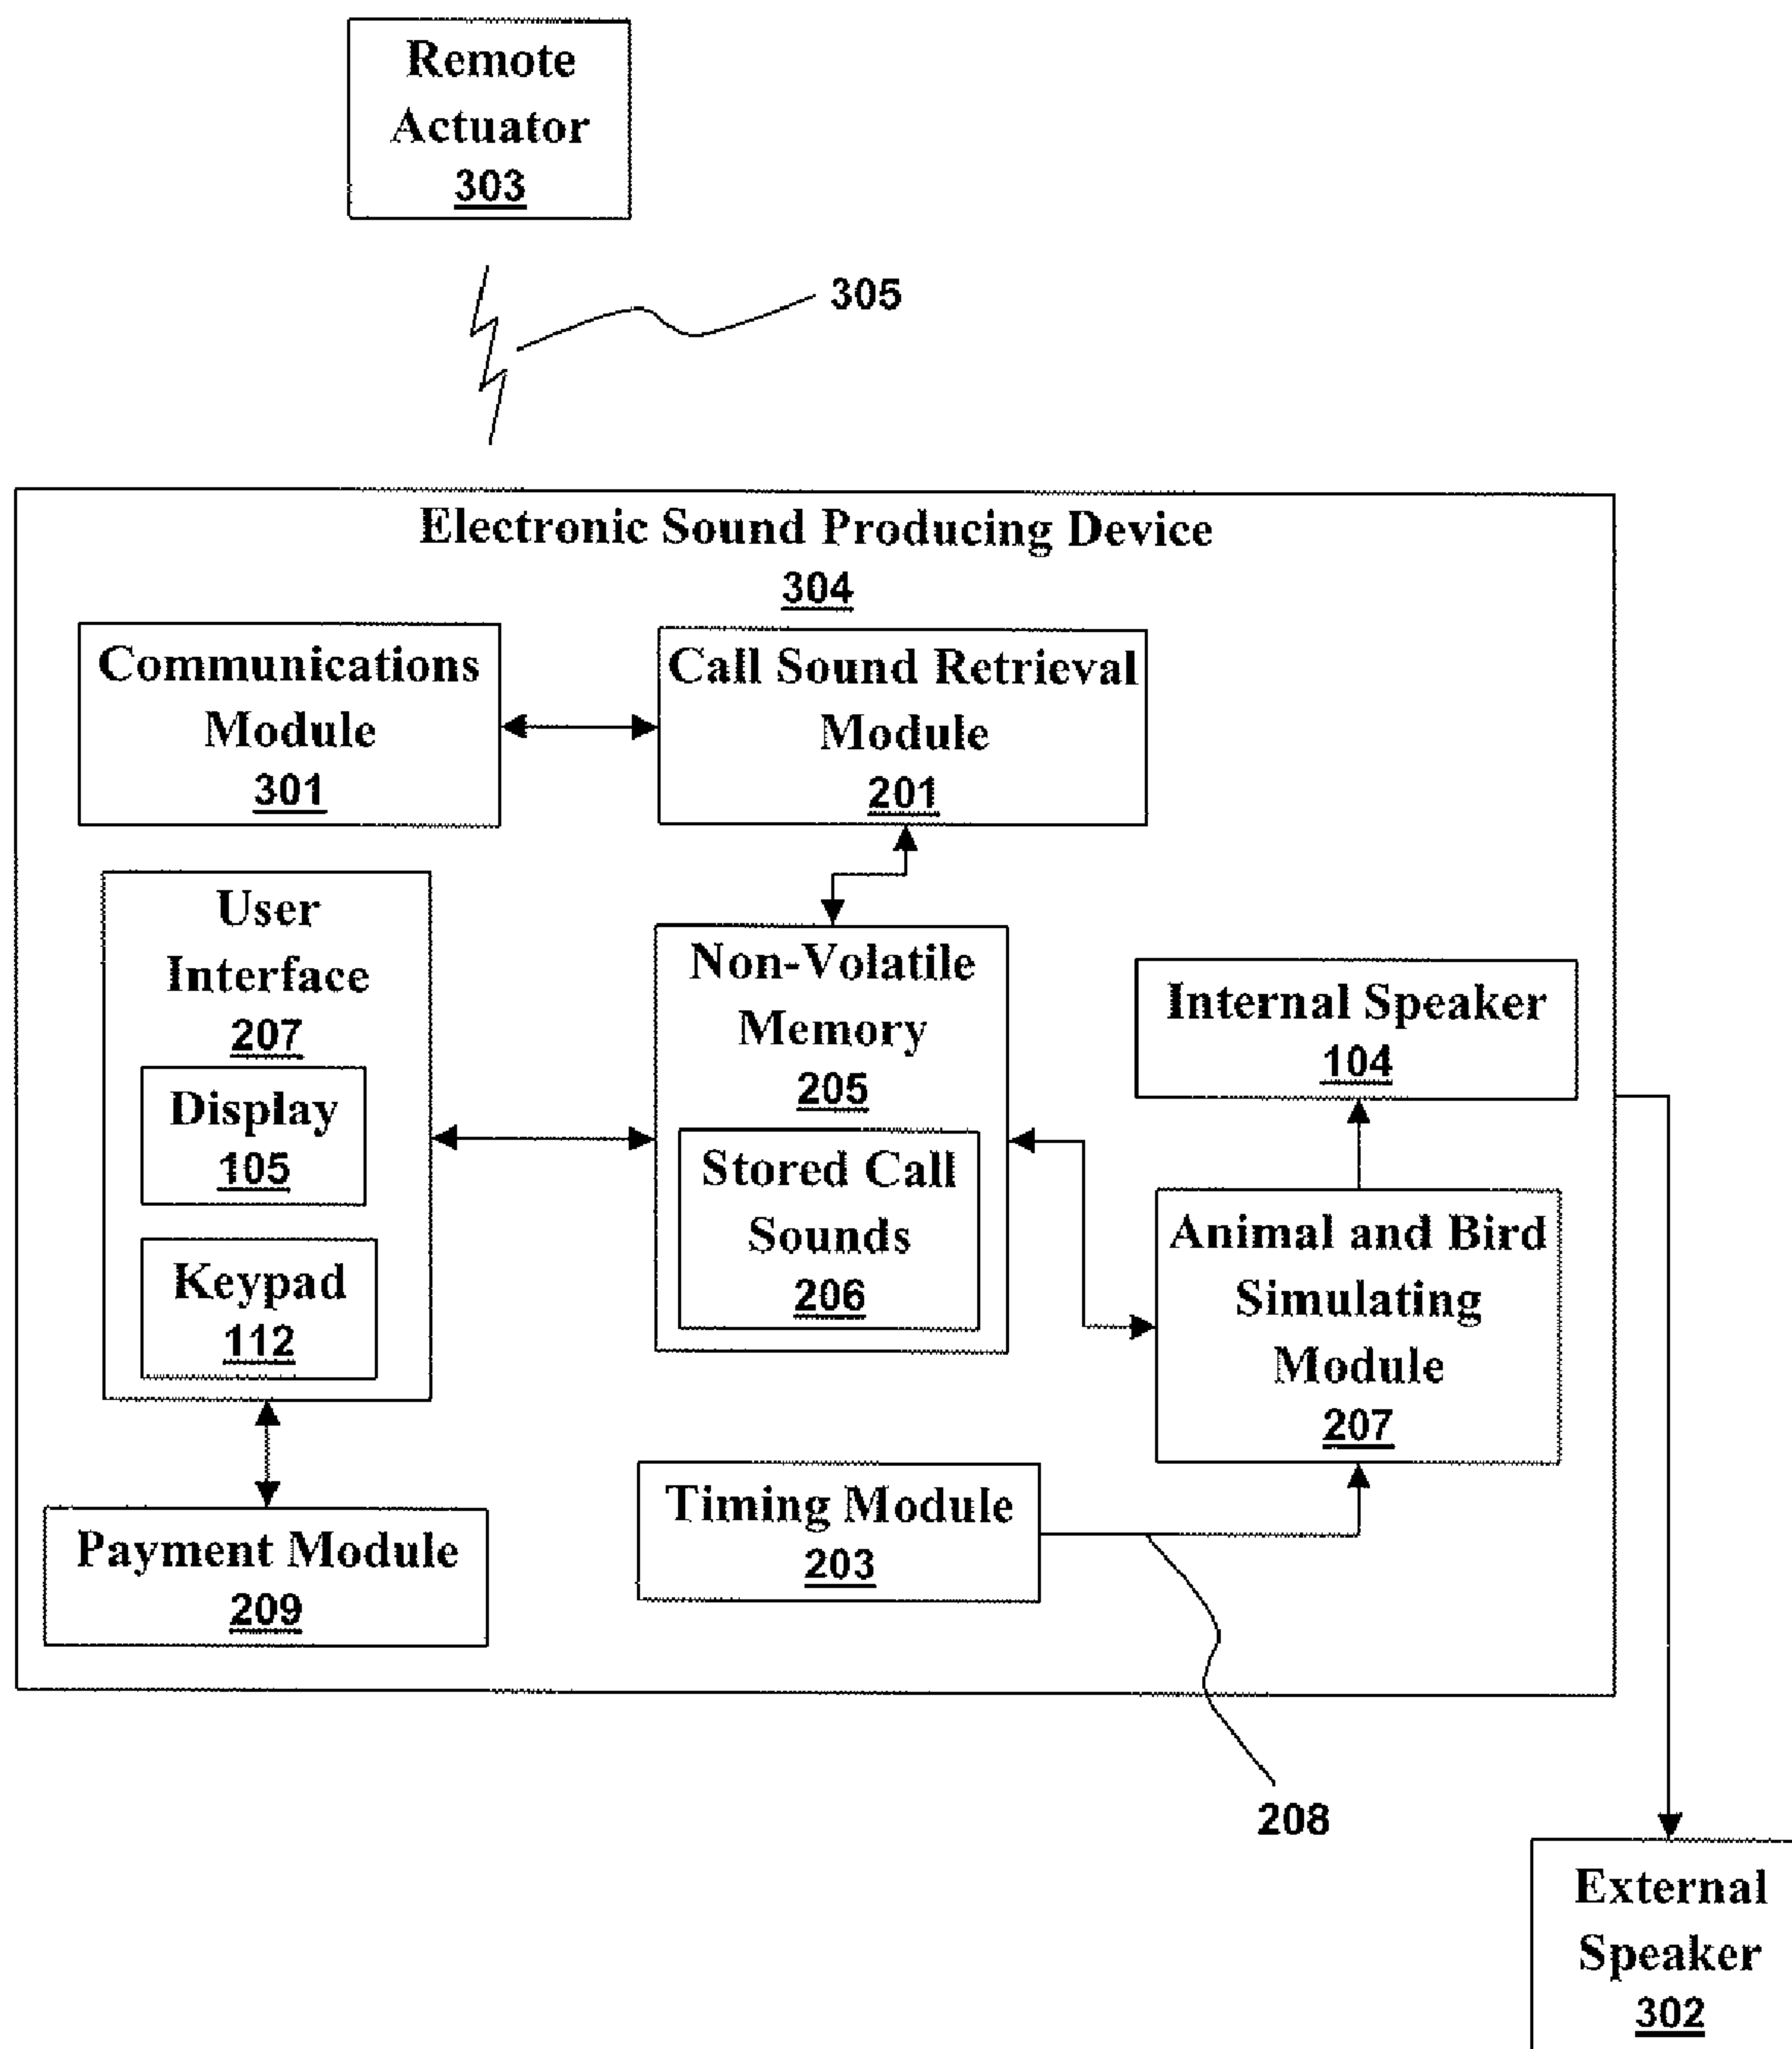 Remote
Actuator
303
305
Electronic Sound Producing Device
304
Communications
Module
301
Call Sound Retrieval
Module
201
User
Interface
207
Display
105
Keypad
112
Non-Volatile
Memory
205
Stored Call
Sounds
206
Internal Speaker
104
Animal and Bird
Simulating
Module
207
Timing Module
203
Payment Module
209
208
External
Speaker
302